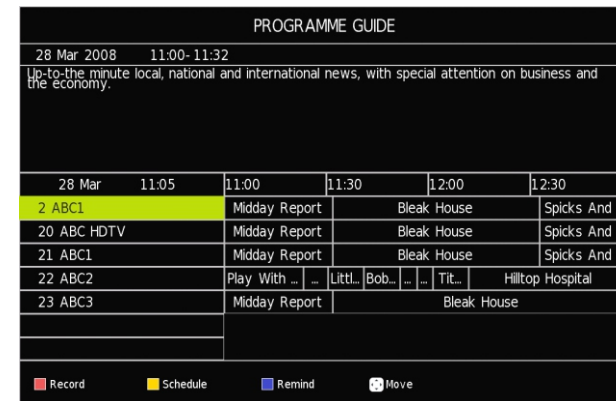 PROGRAMME GUIDE
28 Mar 2008 11:00-11:32
Up-to-the minute local, national and international news, with special attention on business and
the economy.
28 Mar 11:05 11:00 11:30 12:00 12:30
2 ABC1 Midday Report Bleak House Spicks And
20 ABC HDTV Midday Report Bleak House Spicks And
21 ABC1 Midday Report Bleak House Spicks And
22 ABC2 Play With ... ... Littl... Bob... ... ... Tit... Hilltop Hospital
23 ABC3 Midday Report Bleak House
Record Schedule Remind Move